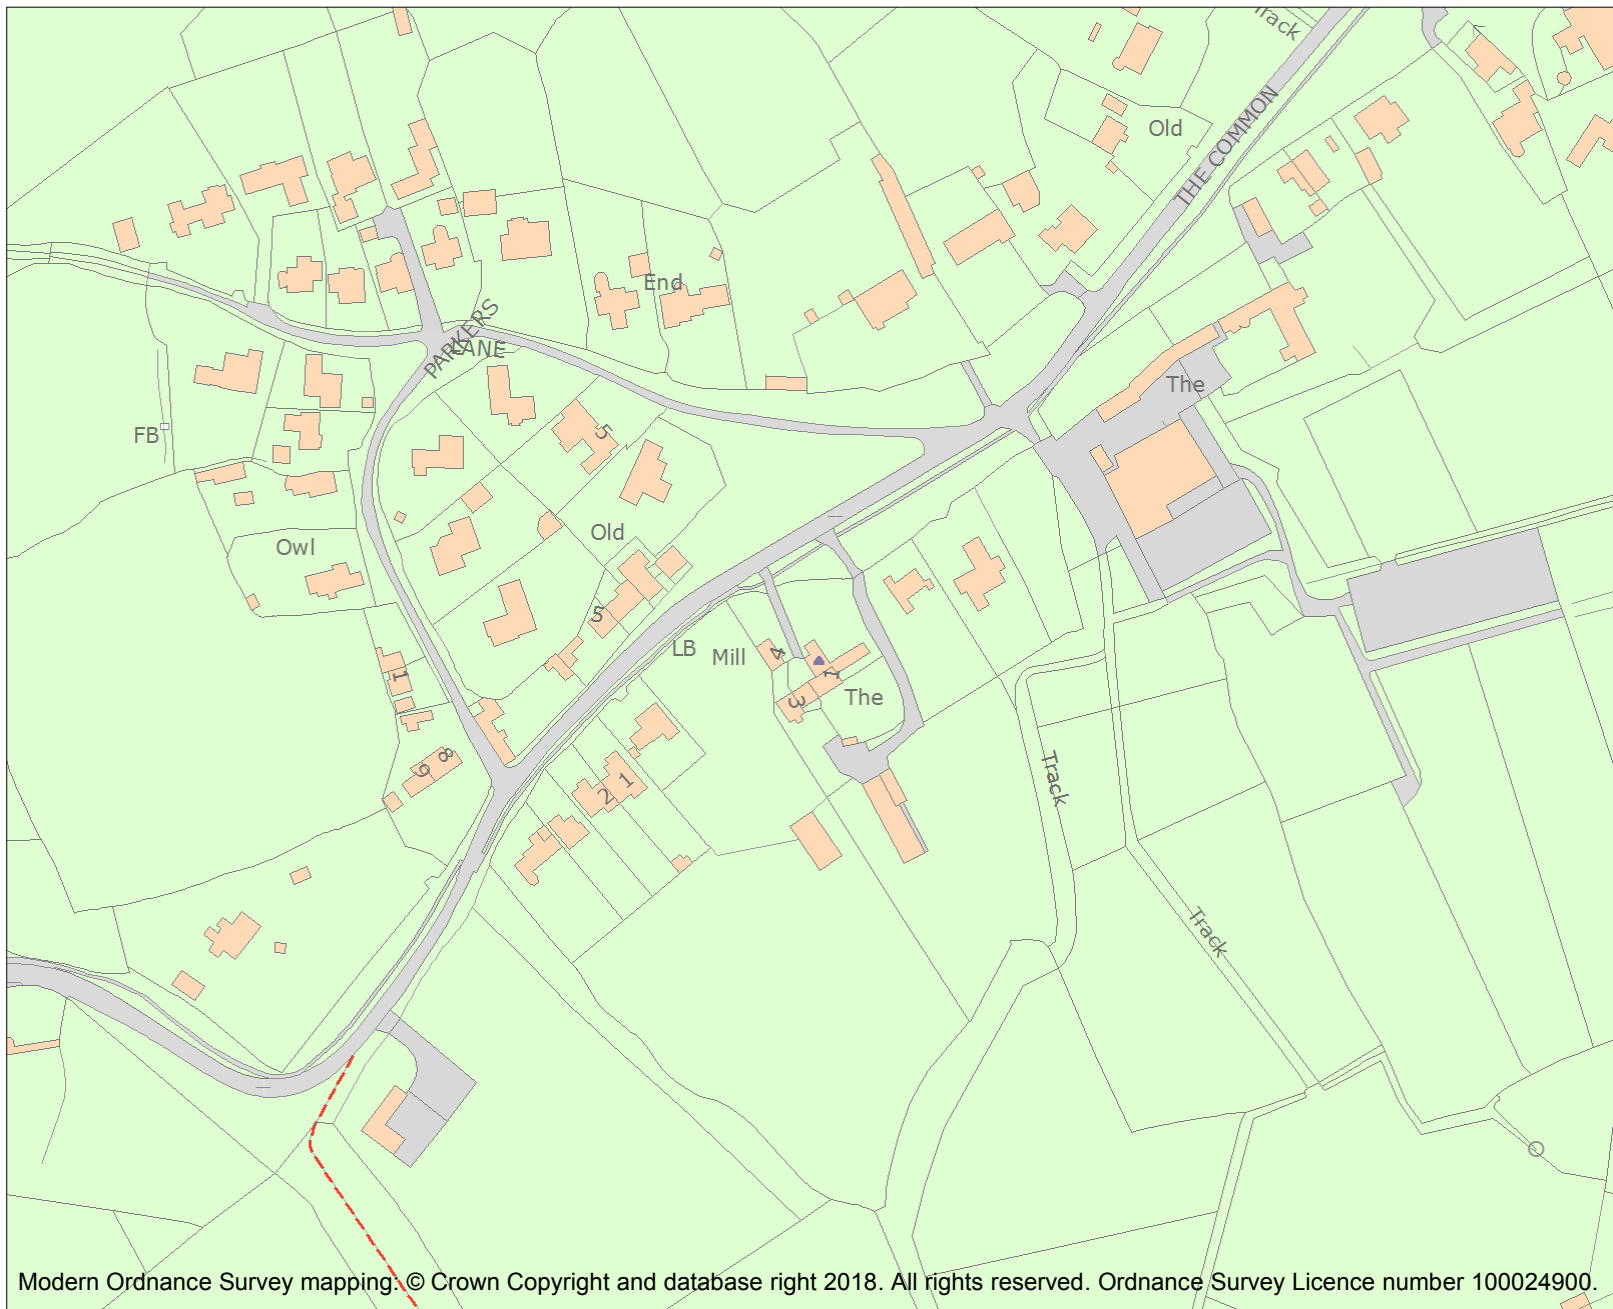 Track
THE COMMON
Old
End
PARKERS
LANE
The
FB
5
Old
Owl
5
LB
Mill
4
1
3
The
1
8
9
2
1
Track
Track
Modern Ordnance Survey mapping: © Crown Copyright and database right 2018. All rights reserved. Ordnance Survey Licence number 100024900.